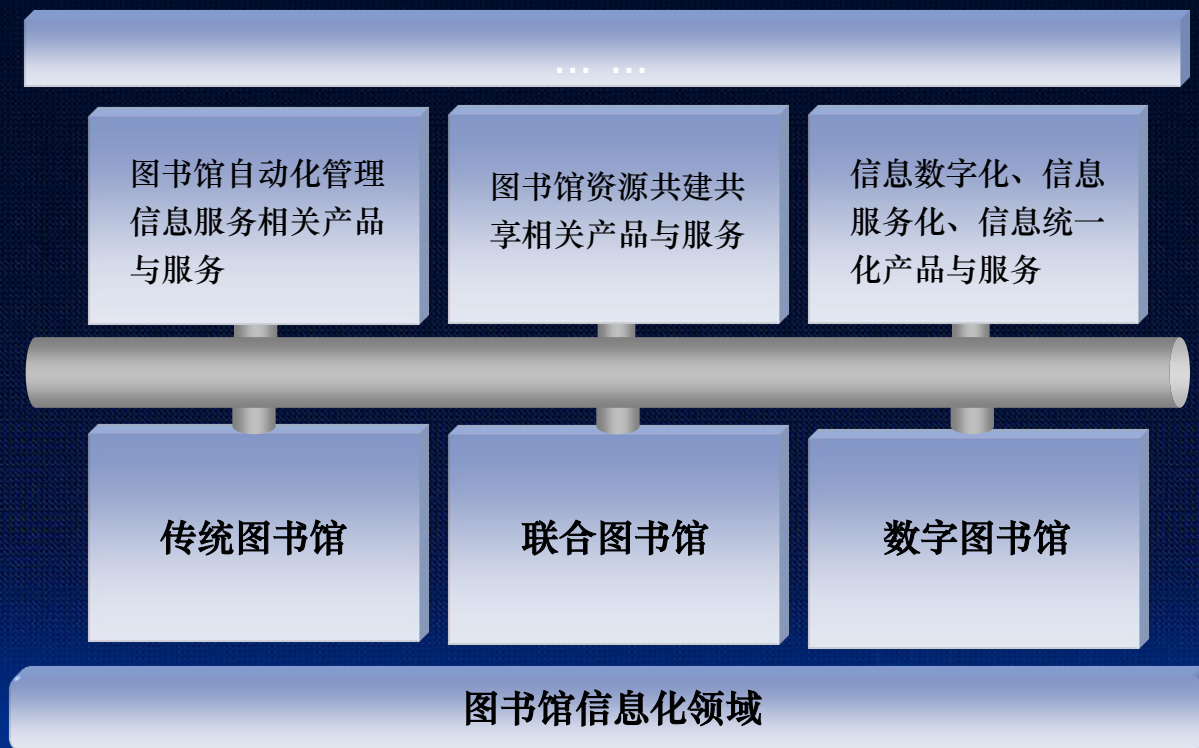 … …
图书馆自动化管理
信息服务相关产品
与服务
图书馆资源共建共
享相关产品与服务
信息数字化、信息
服务化、信息统一
化产品与服务
传统图书馆
联合图书馆
数字图书馆
图书馆信息化领域